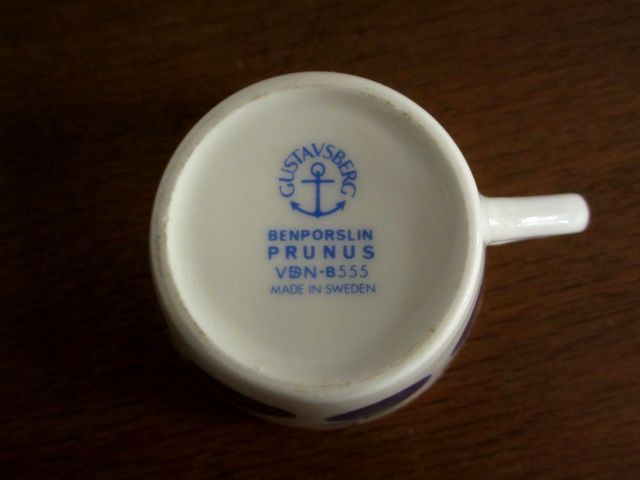 GUSTAVSBERG
BENPORSLIN
PRUNUS
VDN·B555
MADE IN SWEDEN